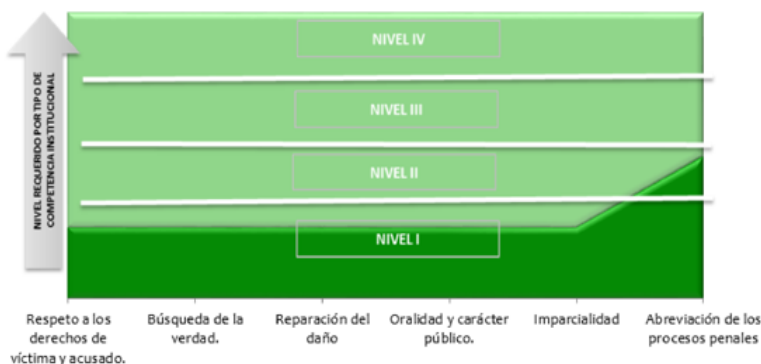 NIVEL REQUERIDO POR TIPO DE
COMPETENCIA INSTITUCIONAL
NIVEL IV
NIVEL III
NIVEL II
NIVEL I
Respeto a los
derechos de
víctima y acusado.
Búsqueda de la
verdad.
Reparación del
daño
Oralidad y carácter
público.
Imparcialidad
Abreviación de los
procesos penales